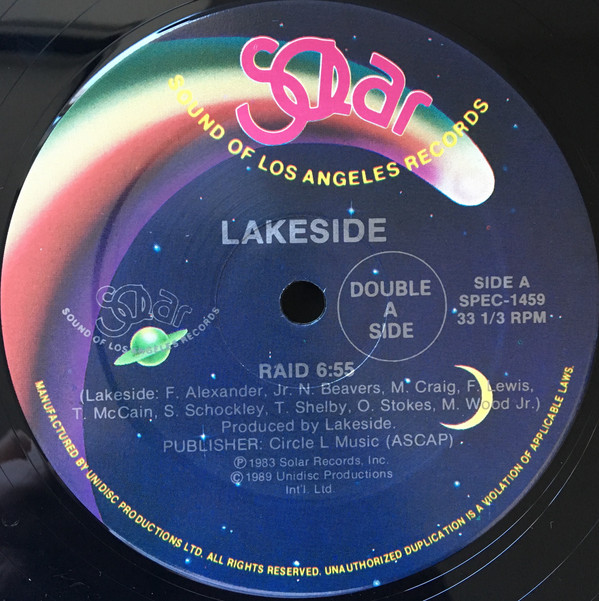 Solar
SOUND OF LOS ANGELES RECORDS
LAKESIDE
DOUBLE
A
SIDE
SIDE A
SPEC-1459
33 1/3 RPM
Solar
SOUND OF LOS ANGELES RECORDS
RAID 6:55
(Lakeside: F. Alexander, Jr. N. Beavers, M. Craig, F. Lewis,
T. McCain, S. Schockley, T. Shelby, O. Stokes, M. Wood Jr.)
Produced by Lakeside.
PUBLISHER: Circle L Music (ASCAP)
Ⓟ1983 Solar Records, Inc.
©1989 Unidisc Productions
Int'l. Ltd.
MANUFACTURED BY UNIDISC PRODUCTIONS LTD. ALL RIGHTS RESERVED. UNAUTHORIZED DUPLICATION IS A VIOLATION OF APPLICABLE LAWS.